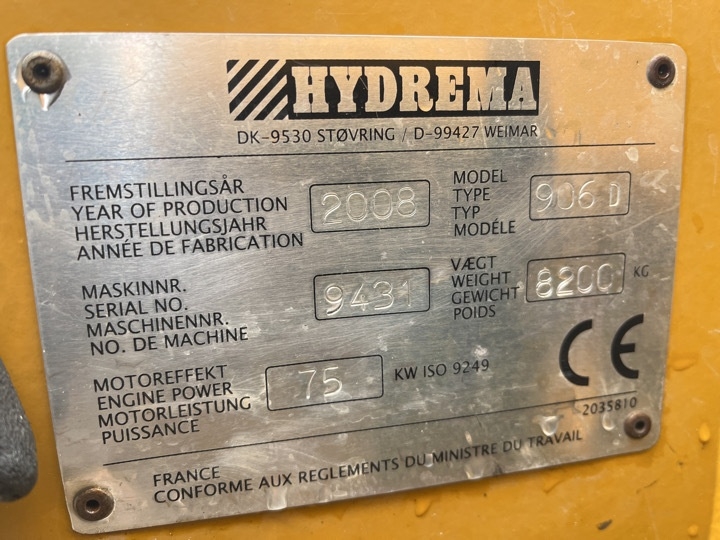 HYDREMA
DK-9530 STØVRING / D-99427 WEIMAR
FREMSTILLINGSÅR
YEAR OF PRODUCTION
HERSTELLUNGSJAHR
ANNÉE DE FABRICATION
2008
MODEL
TYPE
TYP
MODÉLE
906 D
MASKINNR.
SERIAL NO.
MASCHINENNR.
NO. DE MACHINE
9431
VÆGT
WEIGHT
GEWICHT
POIDS
8200 KG
MOTOREFFEKT
ENGINE POWER
MOTORLEISTUNG
PUISSANCE
75 KW ISO 9249
CE
2035810
FRANCE
CONFORME AUX REGLEMENTS DU MINISTRE DU TRAVAIL